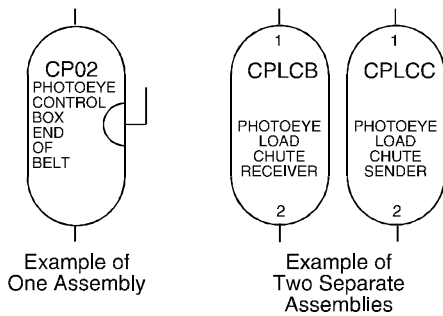 CP02
PHOTOEYE
CONTROL
BOX
END
OF
BELT
Example of
One Assembly
1
CPLCB
PHOTOEYE
LOAD
CHUTE
RECEIVER
2
1
CPLCC
PHOTOEYE
LOAD
CHUTE
SENDER
2
Example of
Two Separate
Assemblies